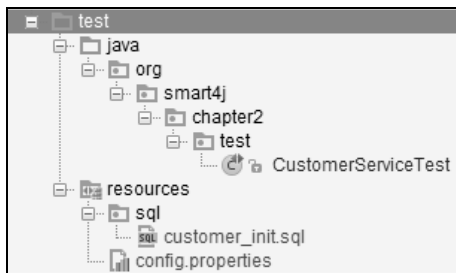 test
java
org
smart4j
chapter2
test
CustomerServiceTest
resources
sql
customer_init.sql
config.properties